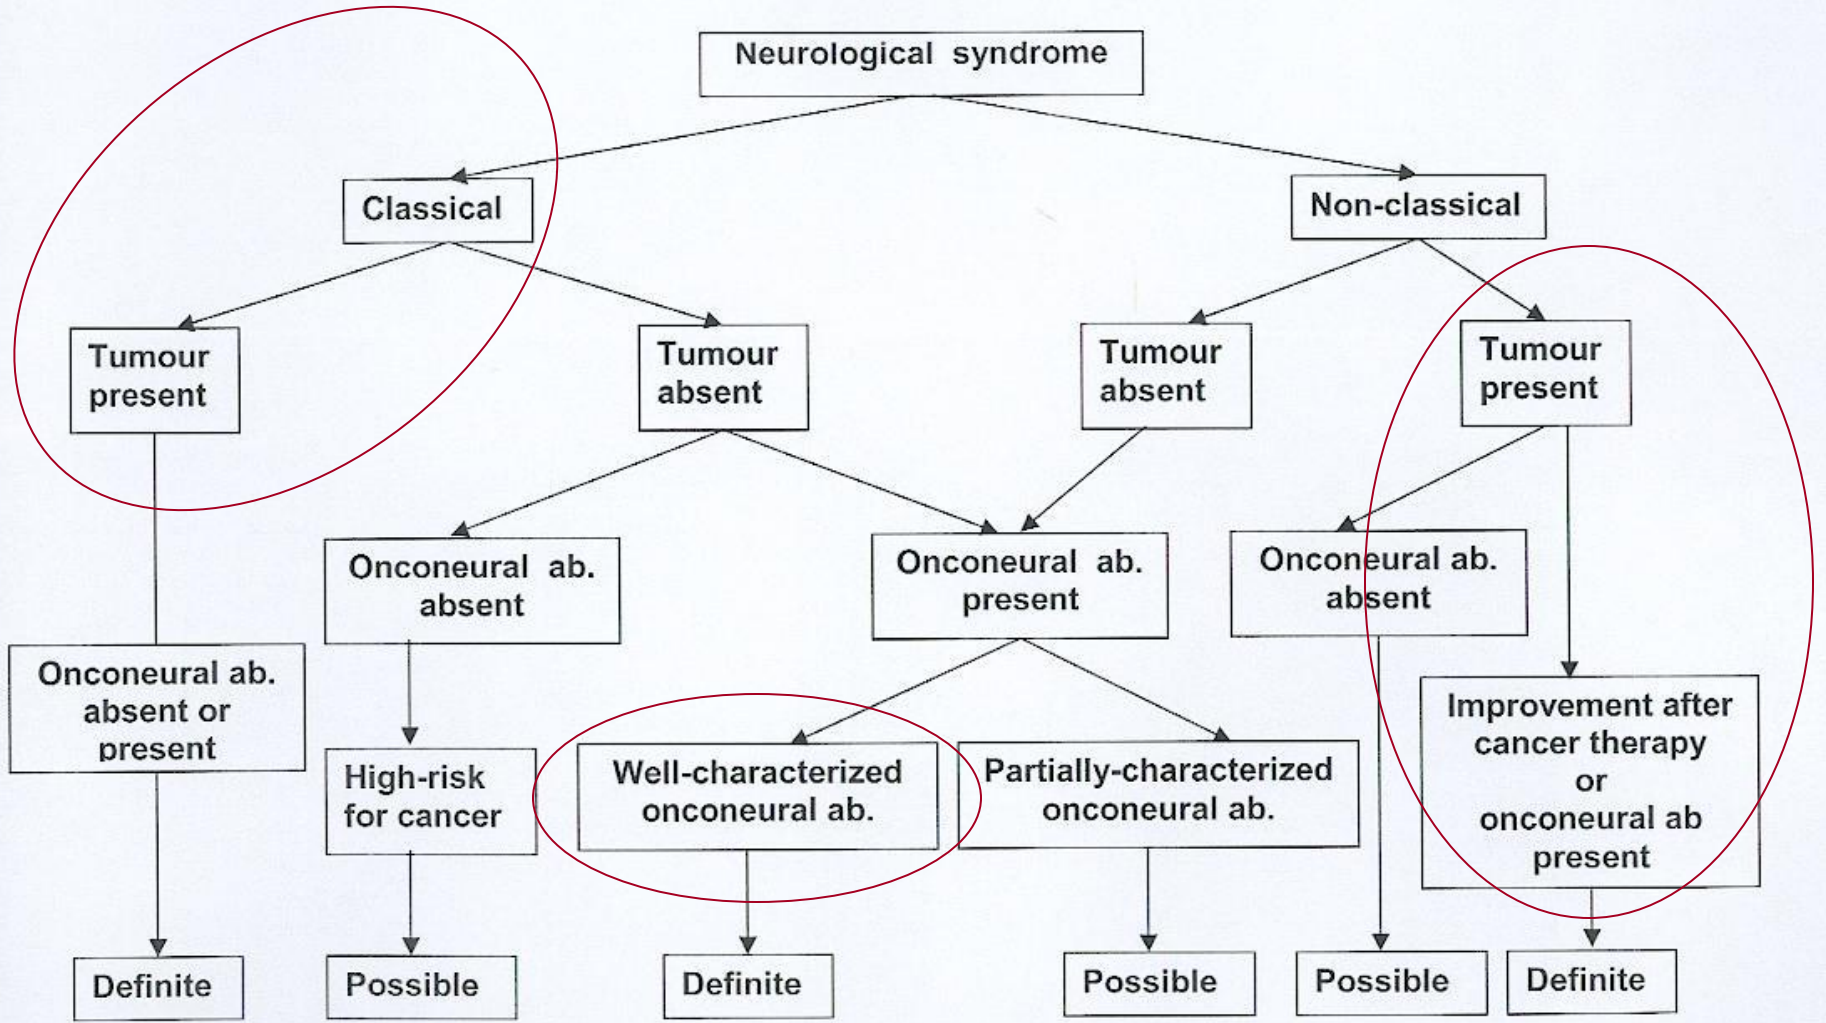 Neurological syndrome
Classical
Non-classical
Tumour
present
Tumour
absent
Tumour
absent
Tumour
present
Onconeural ab.
absent
Onconeural ab.
present
Onconeural ab.
absent
Onconeural ab.
absent or
present
High-risk
for cancer
Well-characterized
onconeural ab.
Partially-characterized
onconeural ab.
Improvement after
cancer therapy
or
onconeural ab
present
Definite
Possible
Definite
Possible
Possible
Definite